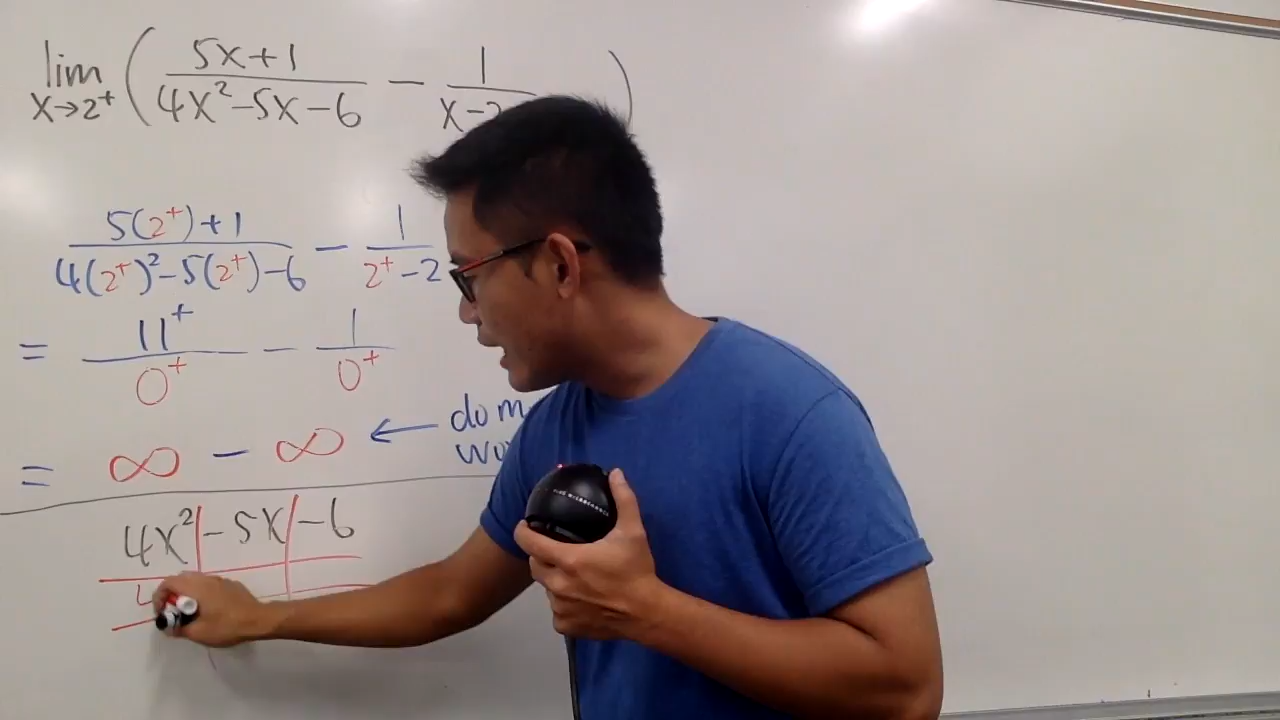 lim x→2⁺ ( (5x+1)/(4x²-5x-6) - 1/(x-2 )
(5(2⁺)+1)/(4(2⁺)²-5(2⁺)-6) - 1/(2⁺-2
= 11⁺/0⁺ - 1/0⁺
= ∞ - ∞ ←
4x² | -5x | -6